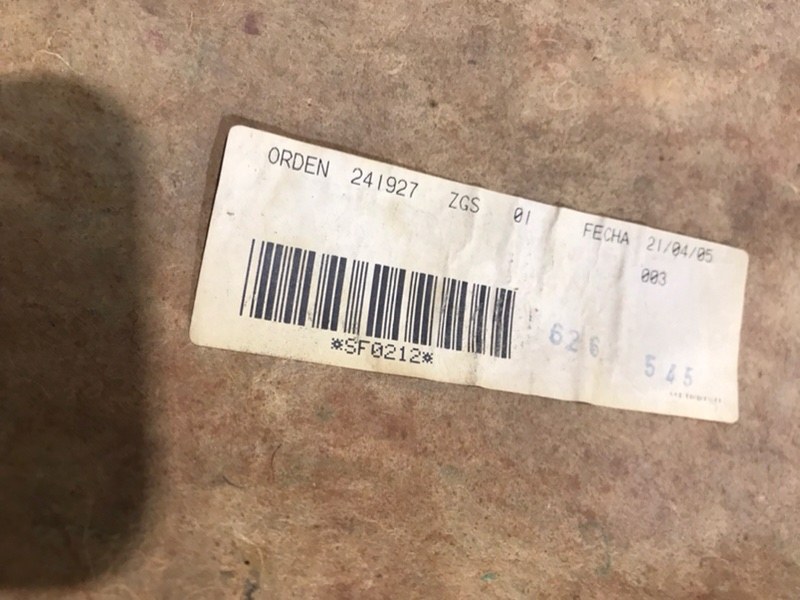 ORDEN 241927 ZGS 01 FECHA 21/04/05
003
*SF0212*
626 545